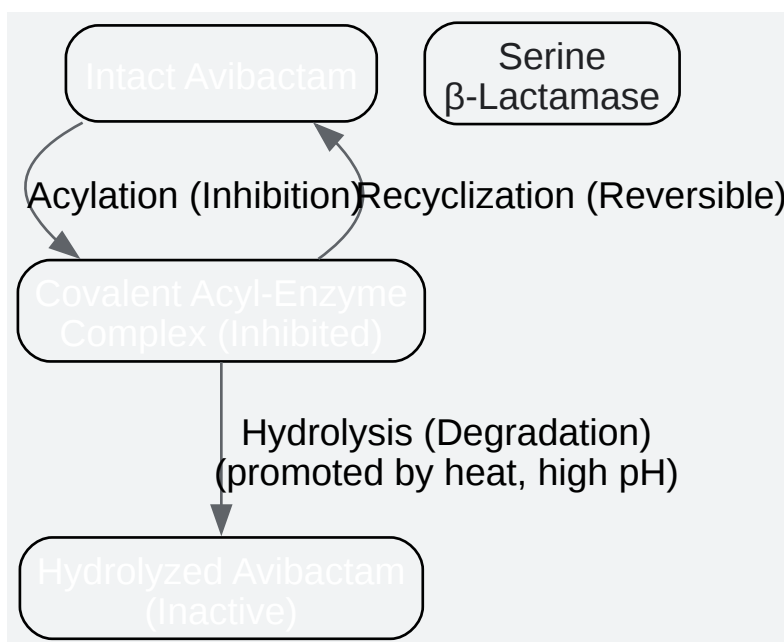 Intact Avibactam
Serine
β-Lactamase
Acylation (Inhibition)
Recyclization (Reversible)
Covalent Acyl-Enzyme
Complex (Inhibited)
Hydrolysis (Degradation)
(promoted by heat, high pH)
Hydrolyzed Avibactam
(Inactive)